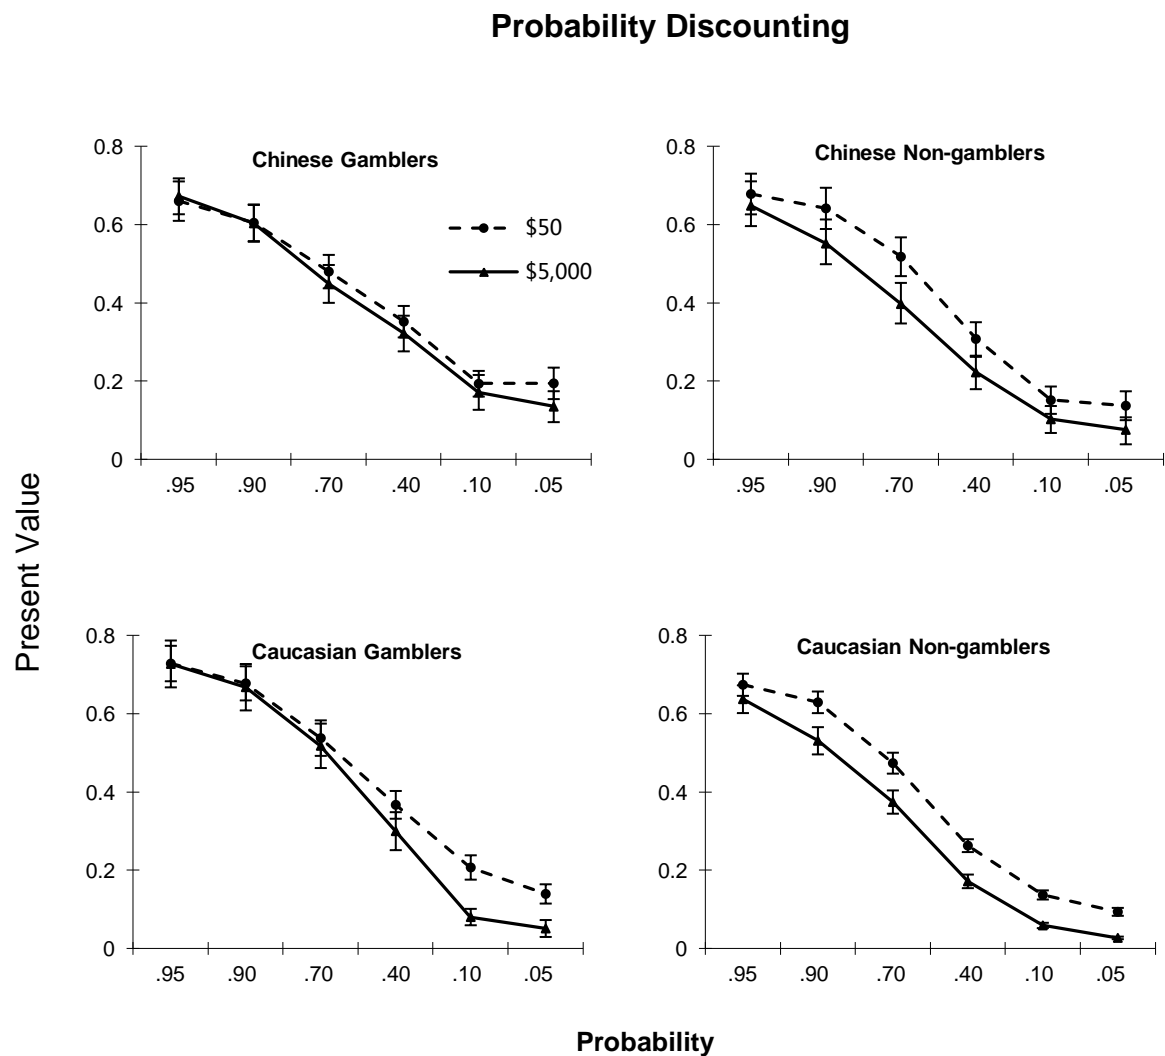 Probability Discounting
Chinese Gamblers
0.8
0.6
0.4
0.2
0
$50
$5,000
.95 .90 .70 .40 .10 .05
Chinese Non-gamblers
0.8
0.6
0.4
0.2
0
.95 .90 .70 .40 .10 .05
Present Value
Caucasian Gamblers
0.8
0.6
0.4
0.2
0
.95 .90 .70 .40 .10 .05
Caucasian Non-gamblers
0.8
0.6
0.4
0.2
0
.95 .90 .70 .40 .10 .05
Probability